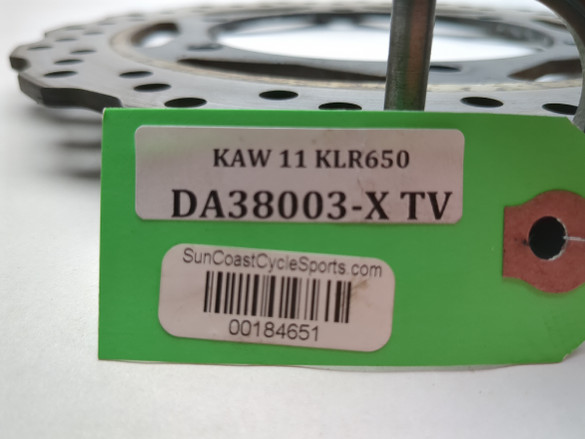 KAW 11 KLR650
DA38003-X TV
SunCoastCycleSports.com
00184651